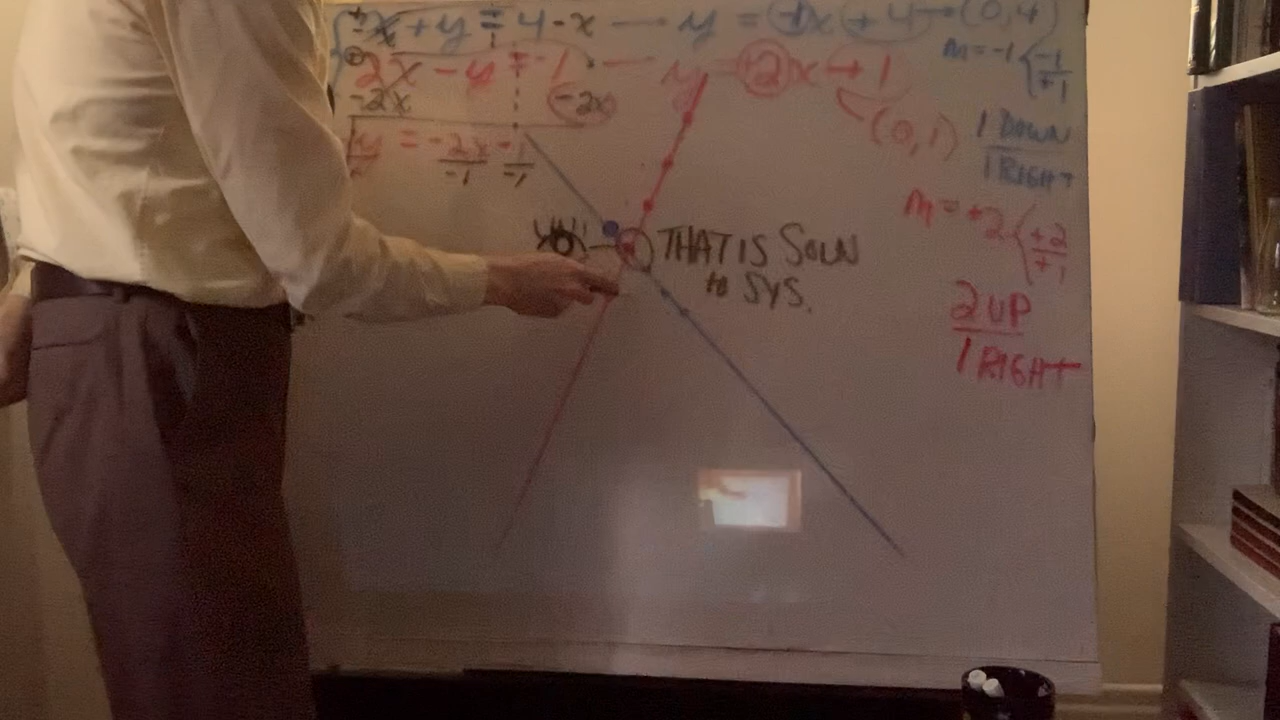 x + y = 4 - x — y = -1x + 4 → (0,4)
2x - y = -1 — y = +2x + 1
-2x -2x
(0,1)
-2x -1
-1 -1
m = -1 { -1/+1
1 DOWN
1 RIGHT
m = +2 { +2/+1
2 UP
1 RIGHT
THAT IS SOLN
to SYS.